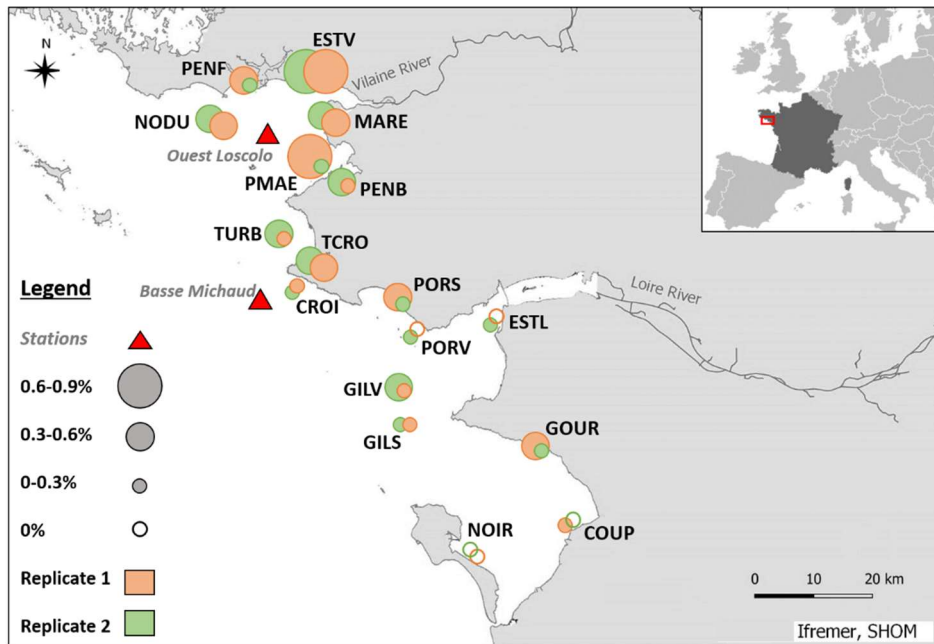 N
ESTV
PENF
Vilaine River
NODU
MARE
Ouest Loscolo
PMAE
PENB
TURB
TCRO
Legend
Basse Michaud
CROI
PORS
Loire River
ESTL
Stations
PORV
0.6-0.9%
GILV
0.3-0.6%
GILS
GOUR
0-0.3%
0%
NOIR
COUP
Replicate 1
0 10 20 km
Replicate 2
Ifremer, SHOM